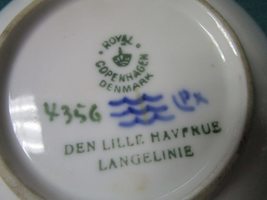 ROYAL
COPENHAGEN
DENMARK
4356
DEN LILLE HAVFRUE
LANGELINIE